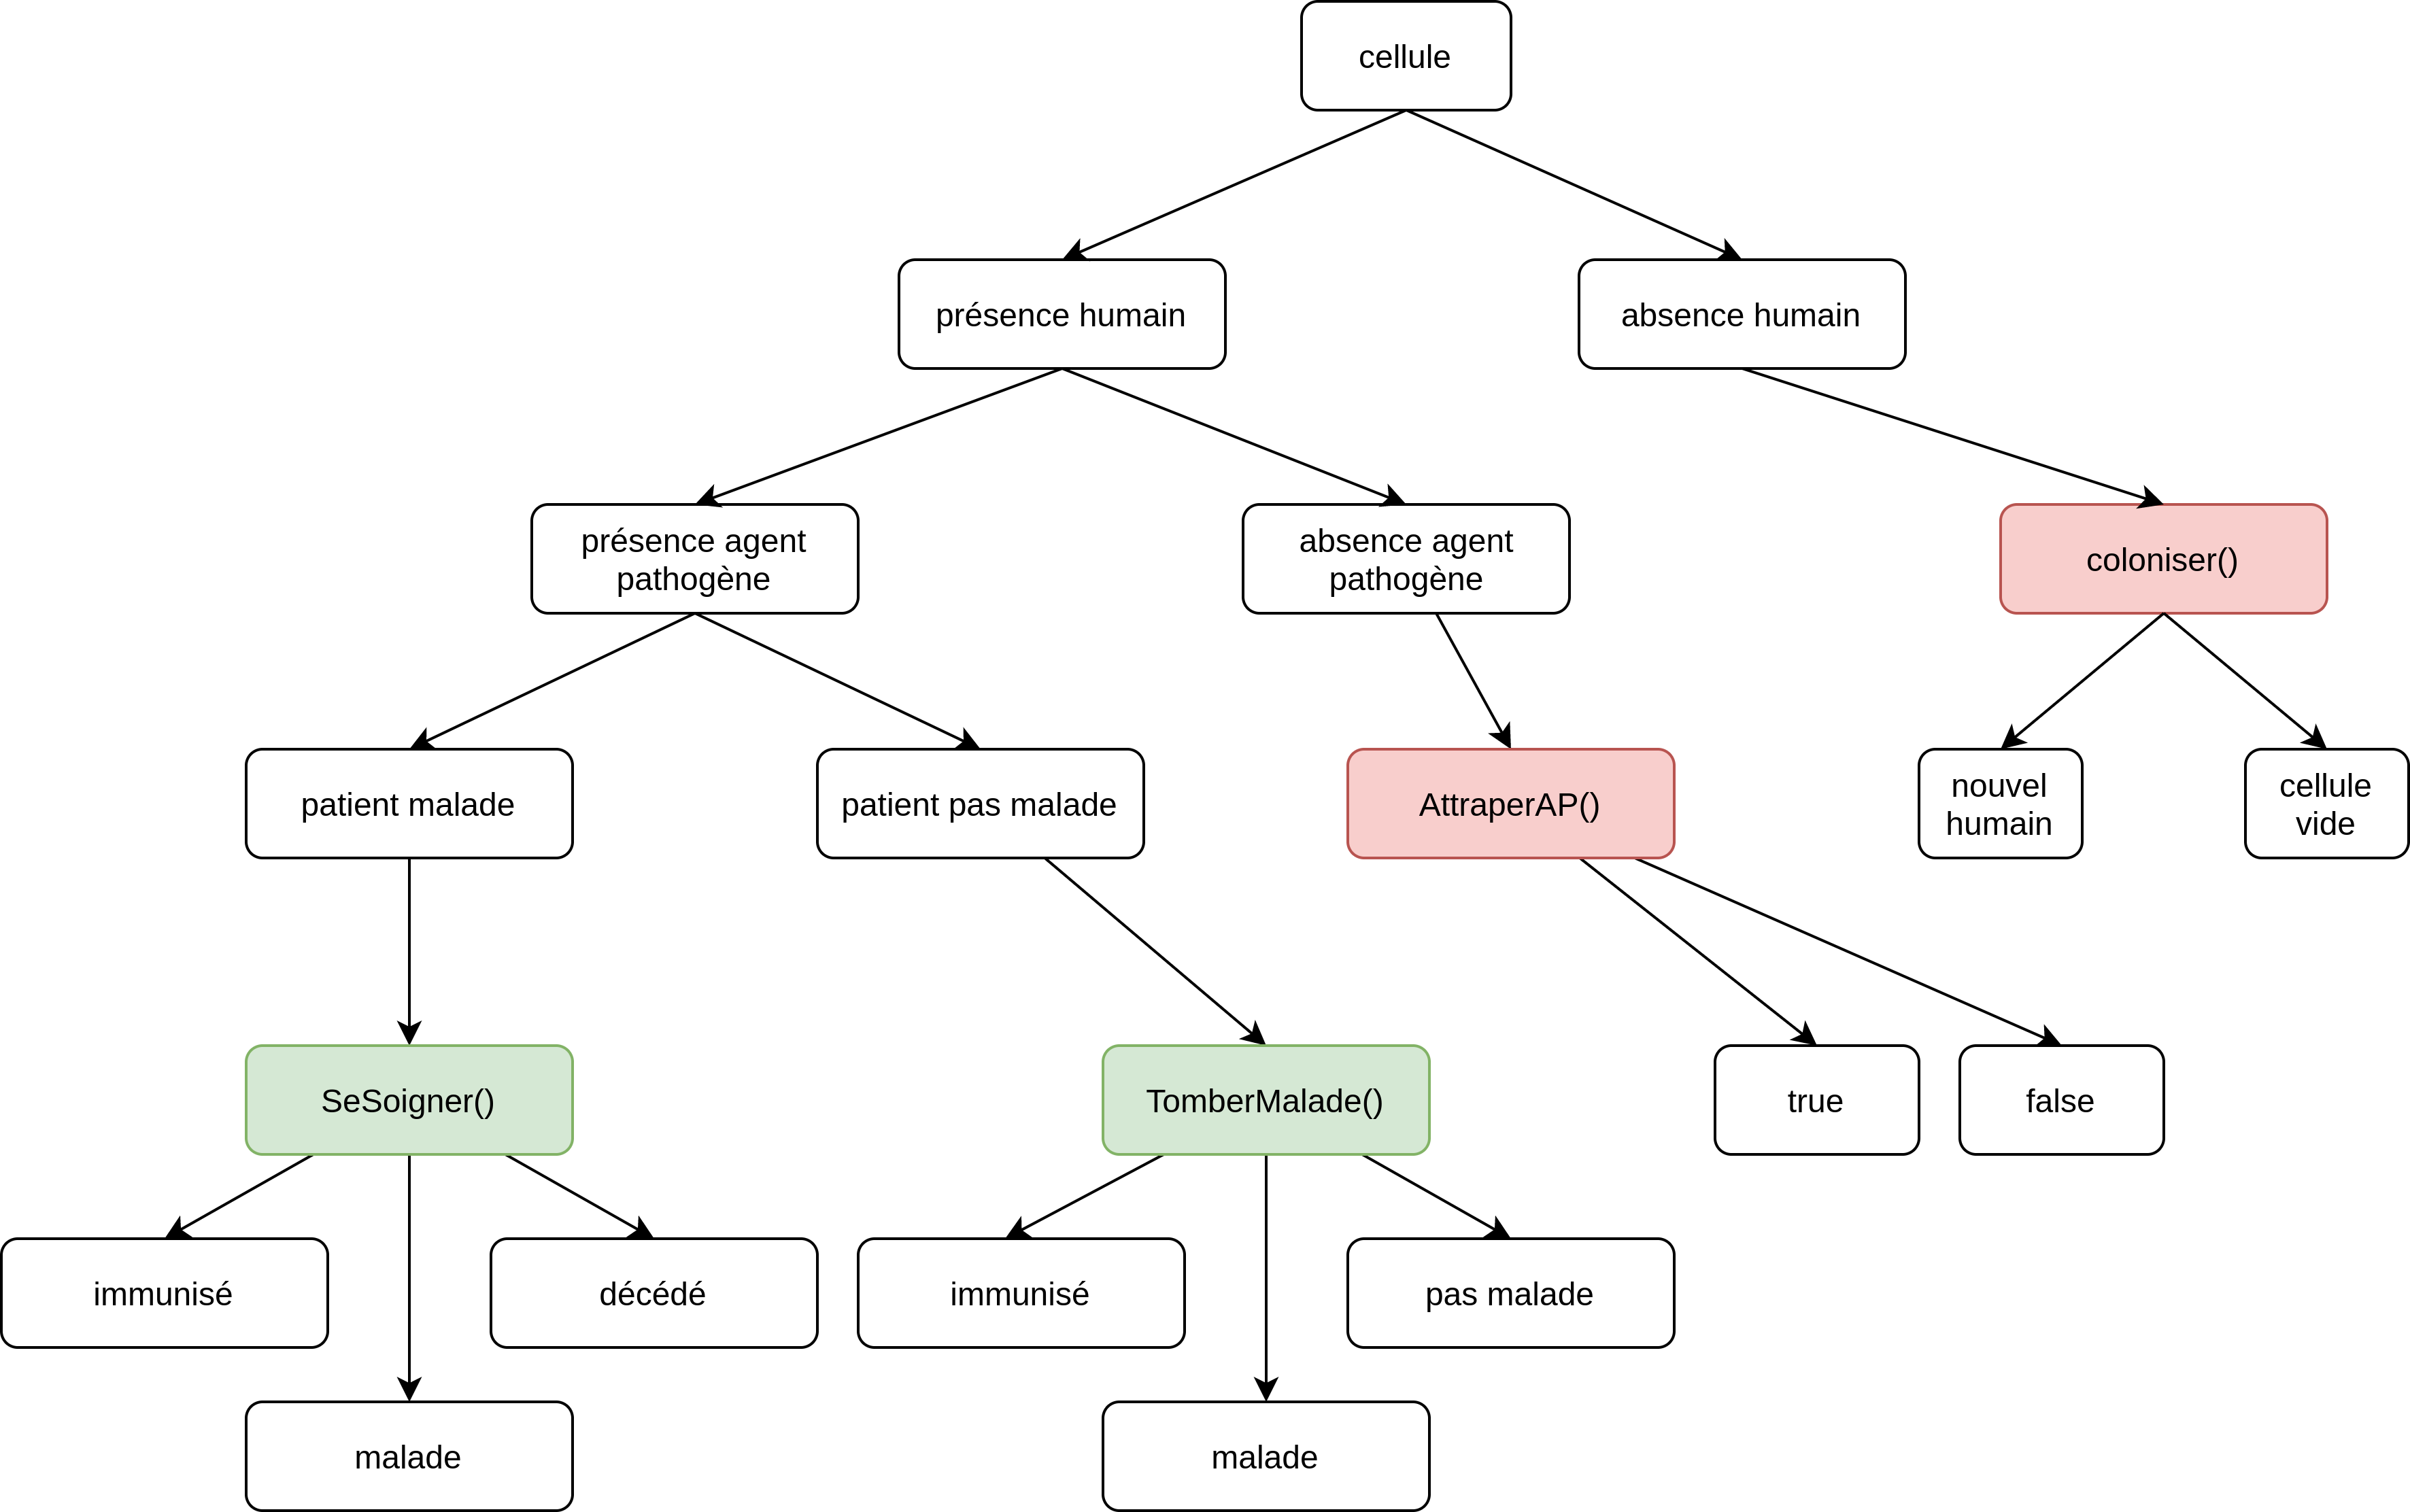 cellule
présence humain
absence humain
présence agent
pathogène
absence agent
pathogène
coloniser()
patient malade
patient pas malade
AttraperAP()
nouvel
humain
cellule
vide
SeSoigner()
TomberMalade()
true
false
immunisé
décédé
immunisé
pas malade
malade
malade